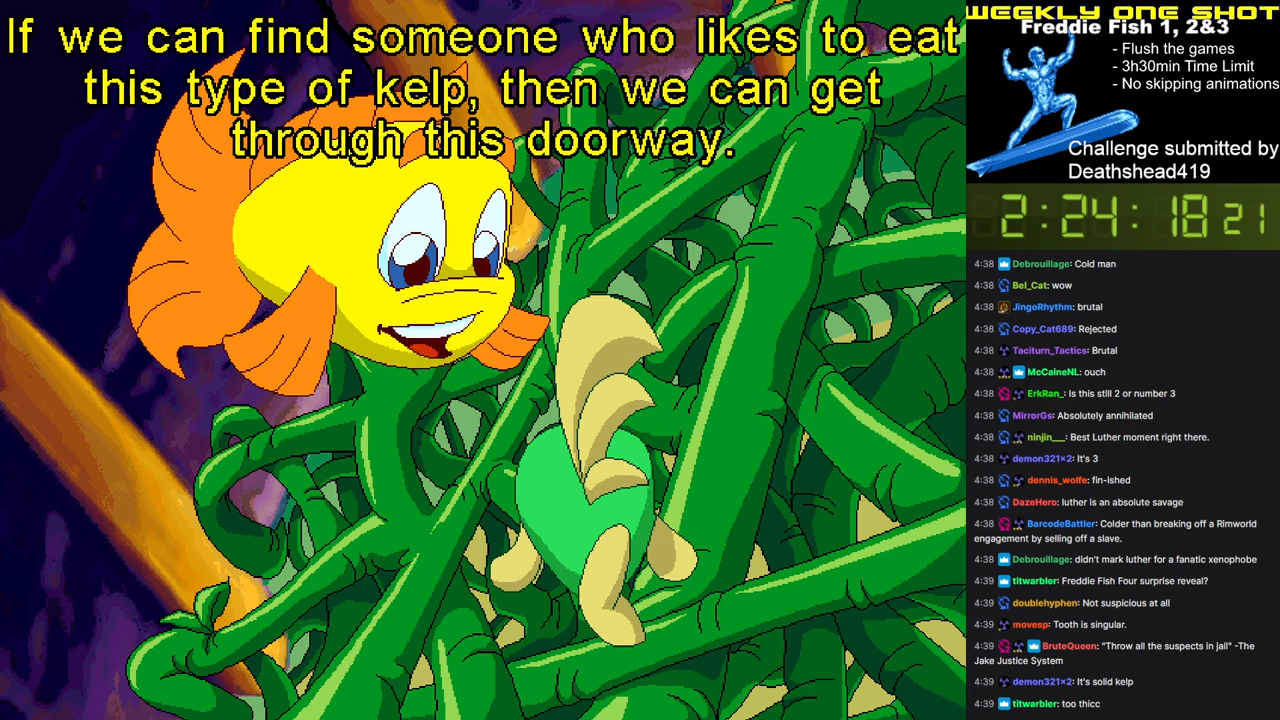 If we can find someone who likes to eat
this type of kelp, then we can get
through this doorway.
WEEKLY ONE SHOT
Freddie Fish 1, 2&3
- Flush the games
- 3h30min Time Limit
- No skipping animations
Challenge submitted by
Deathshead419
2:24:18 21
4:38 Debrouillage: Cold man
4:38 Bel_Cat: wow
4:38 JingoRhythm: brutal
4:38 Copy_Cat689: Rejected
4:38 Taciturn_Tactics: Brutal
4:38 McCaineNL: ouch
4:38 ErkRan_: Is this still 2 or number 3
4:38 MirrorGs: Absolutely annihilated
4:38 ninjin___: Best Luther moment right there.
4:38 demon321x2: It's 3
4:38 dennis_wolfe: fin-ished
4:38 DazeHero: luther is an absolute savage
4:38 BarcodeBattler: Colder than breaking off a Rimworld
engagement by selling off a slave.
4:38 Debrouillage: didn't mark luther for a fanatic xenophobe
4:39 titwarbler: Freddie Fish Four surprise reveal?
4:39 doublehyphen: Not suspicious at all
4:39 movesp: Tooth is singular.
4:39 BruteQueen: "Throw all the suspects in jail" -The
Jake Justice System
4:39 demon321x2: It's solid kelp
4:39 titwarbler: too thicc